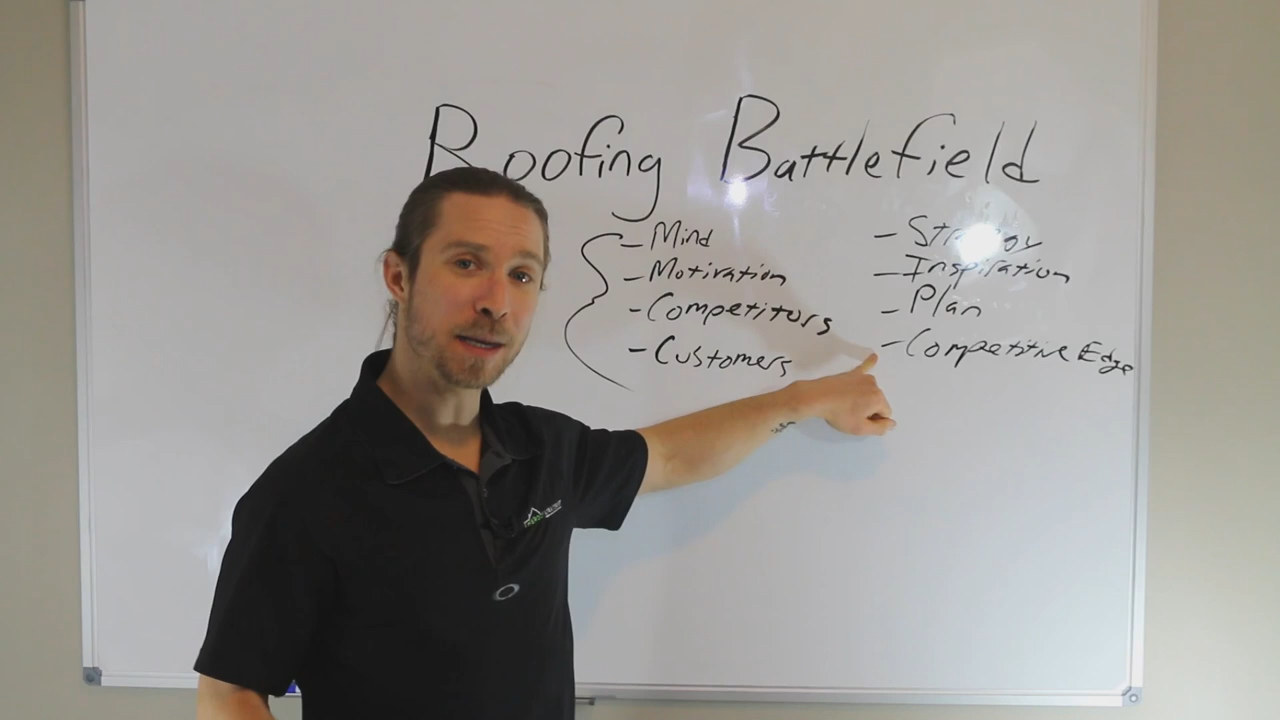 Roofing Battlefield
- Mind
- Motivation
- Competitors
- Customers
- Inspiration
- Plan
- Competitive Edge